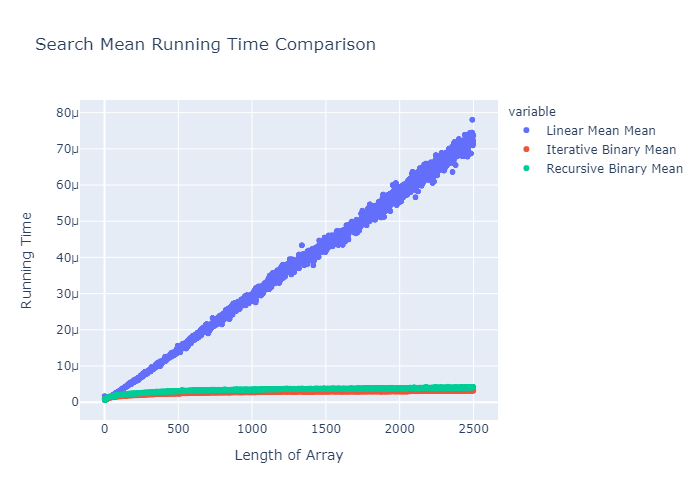 Search Mean Running Time Comparison
variable
Linear Mean Mean
Iterative Binary Mean
Recursive Binary Mean
80μ
70μ
60μ
50μ
40μ
30μ
20μ
10μ
0
Running Time
0 500 1000 1500 2000 2500
Length of Array